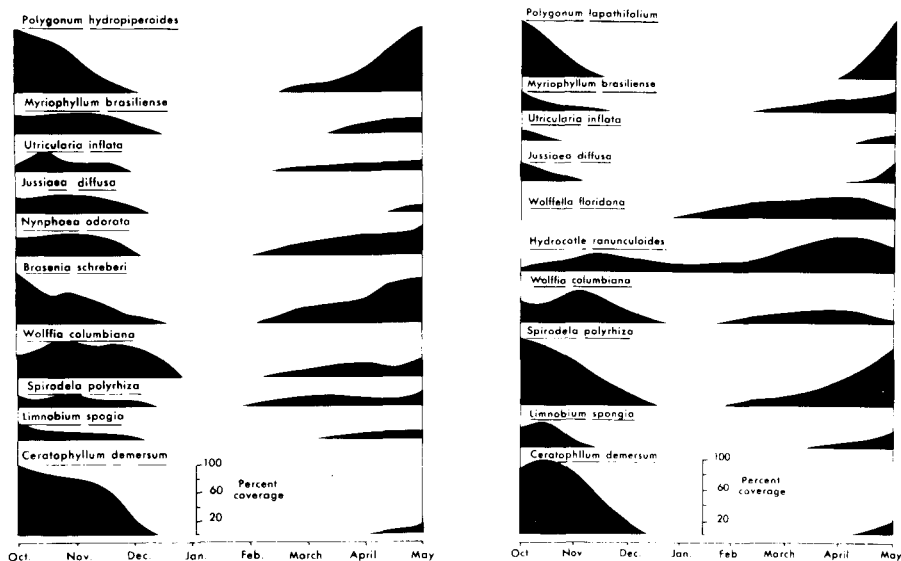 Polygonum hydropiperoides
Myriophyllum brasiliense
Utricularia inflata
Jussiaea diffusa
Nynphaea odorata
Brasenia schreberi
Wolffia columbiana
Spirodela polyrhiza
Limnobium spogia
Ceratophyllum demersum
100
60
20
Percent
coverage
Oct. Nov. Dec. Jan. Feb. March April May
Polygonum lapathifolium
Myriophyllum brasiliense
Utricularia inflata
Jussiaea diffusa
Wolffella floridana
Hydrocotle ranunculoides
Wolffia columbiana
Spirodela polyrhiza
Limnobium spongia
Ceratophllum demersum
100
60
20
Percent
coverage
Oct Nov. Dec. Jan. Feb March April May